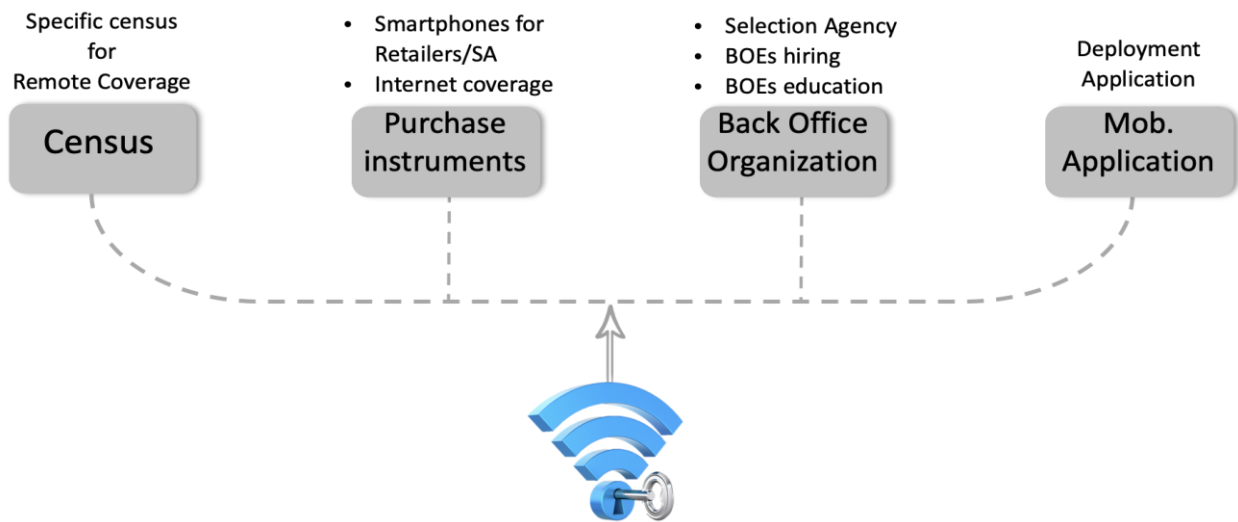 Specific census
for
Remote Coverage
Census
• Smartphones for
Retailers/SA
• Internet coverage
Purchase
instruments
• Selection Agency
• BOEs hiring
• BOEs education
Back Office
Organization
Deployment
Application
Mob.
Application